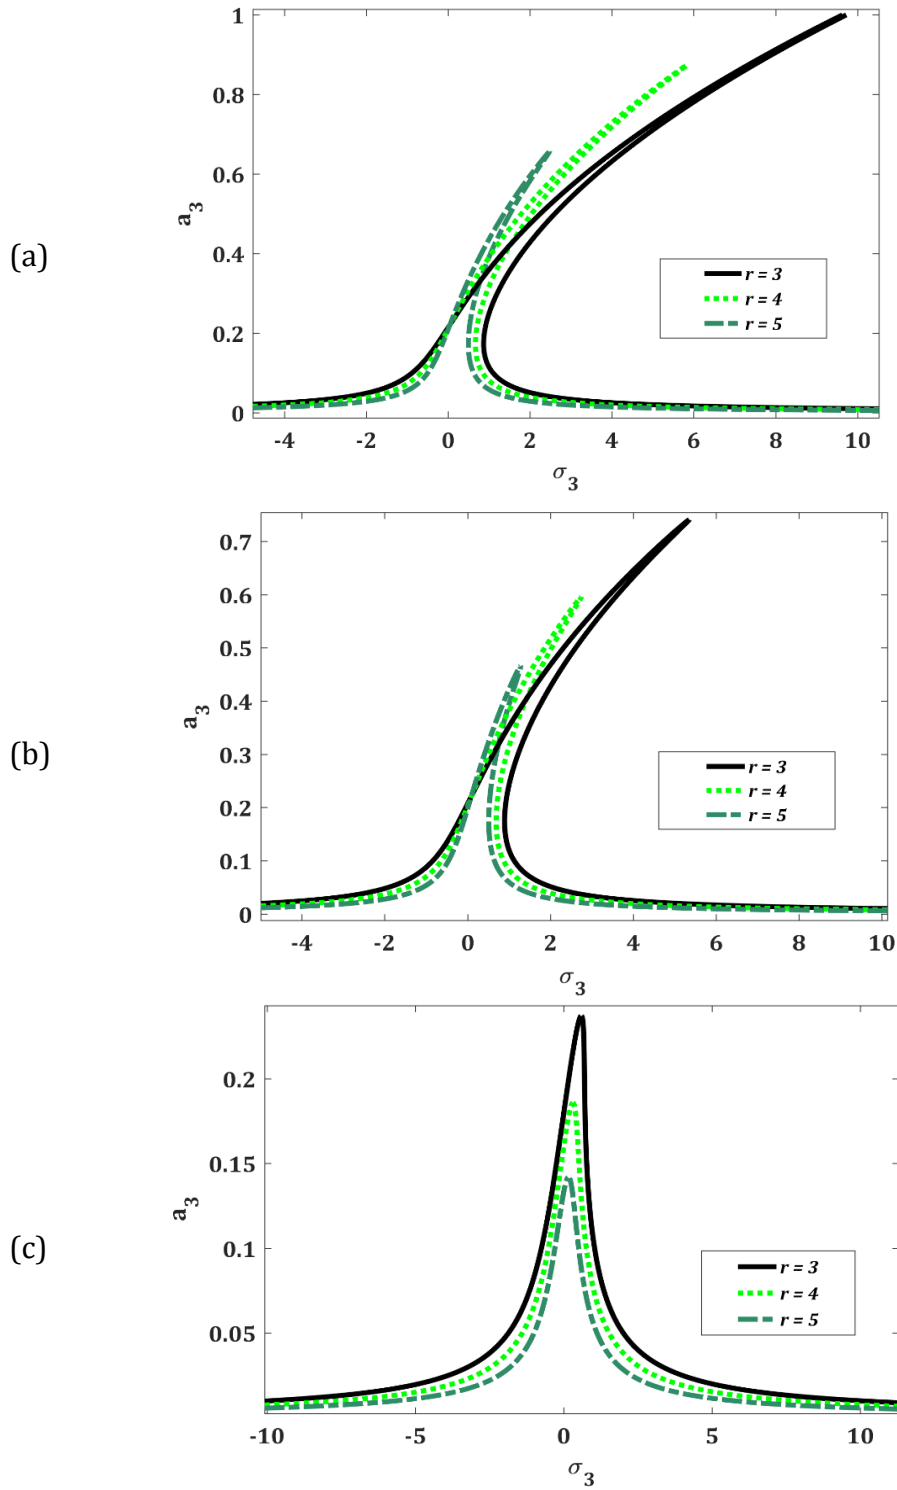 (a)
a3
1
0.8
0.6
0.4
0.2
0
-4 -2 0 2 4 6 8 10
σ3
r = 3
r = 4
r = 5
(b)
a3
0.7
0.6
0.5
0.4
0.3
0.2
0.1
0
-4 -2 0 2 4 6 8 10
σ3
r = 3
r = 4
r = 5
(c)
a3
0.2
0.15
0.1
0.05
-10 -5 0 5 10
σ3
r = 3
r = 4
r = 5